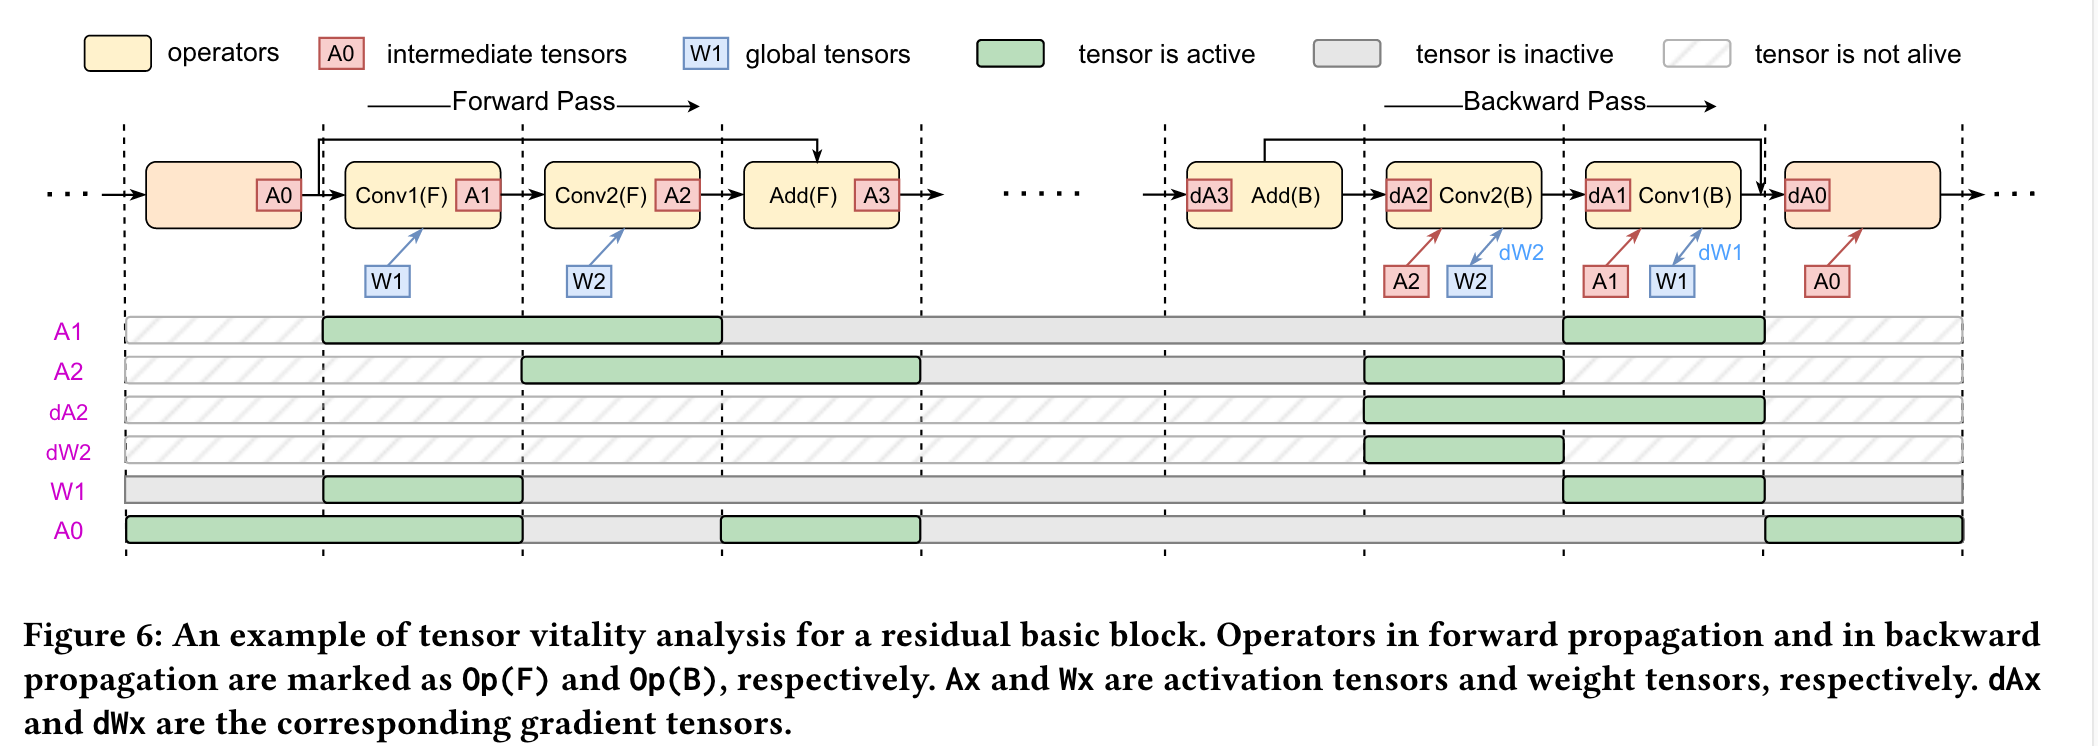 operators A0 intermediate tensors W1 global tensors tensor is active tensor is inactive tensor is not alive
Forward Pass Backward Pass
... A0 Conv1(F) A1 Conv2(F) A2 Add(F) A3 ..... dA3 Add(B) dA2 Conv2(B) dA1 Conv1(B) dA0 ...
dW2 dW1
W1 W2 A2 W2 A1 W1 A0
A1
A2
dA2
dW2
W1
A0
Figure 6: An example of tensor vitality analysis for a residual basic block. Operators in forward propagation and in backward
propagation are marked as Op(F) and Op(B), respectively. Ax and Wx are activation tensors and weight tensors, respectively. dAx
and dWx are the corresponding gradient tensors.